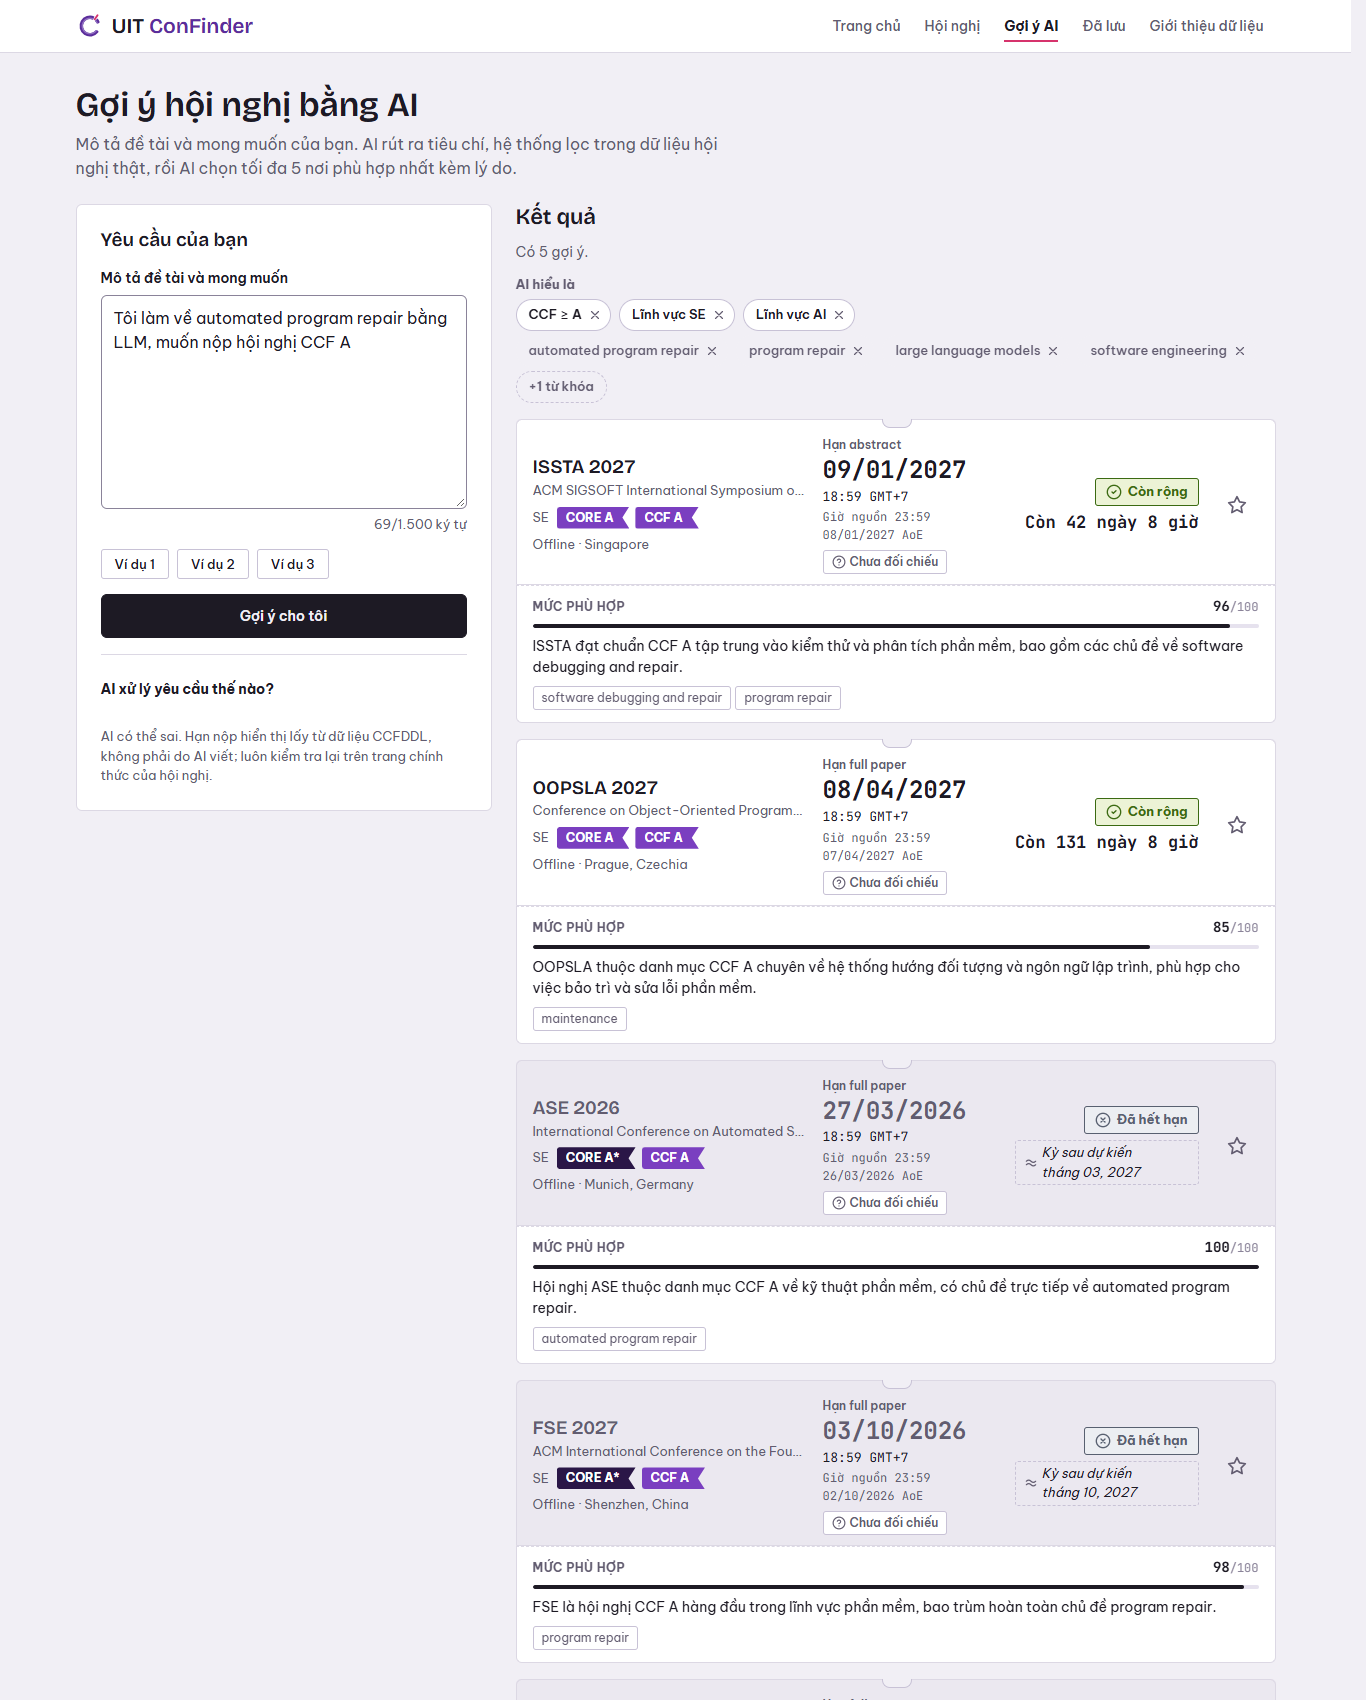 UIT ConFinder
Trang chủ
Hội nghị
Gợi ý AI
Đã lưu
Giới thiệu dữ liệu
Gợi ý hội nghị bằng AI
Mô tả đề tài và mong muốn của bạn. AI rút ra tiêu chí, hệ thống lọc trong dữ liệu hội
nghị thật, rồi AI chọn tối đa 5 nơi phù hợp nhất kèm lý do.
Yêu cầu của bạn
Mô tả đề tài và mong muốn
Tôi làm về automated program repair bằng
LLM, muốn nộp hội nghị CCF A
69/1.500 ký tự
Ví dụ 1
Ví dụ 2
Ví dụ 3
Gợi ý cho tôi
AI xử lý yêu cầu thế nào?
AI có thể sai. Hạn nộp hiển thị lấy từ dữ liệu CCFDDL,
không phải do AI viết; luôn kiểm tra lại trên trang chính
thức của hội nghị.
Kết quả
Có 5 gợi ý.
AI hiểu là
CCF ≥ A
Lĩnh vực SE
Lĩnh vực AI
automated program repair
program repair
large language models
software engineering
+1 từ khóa
ISSTA 2027
ACM SIGSOFT International Symposium o...
SE CORE A CCF A
Offline · Singapore
Hạn abstract
09/01/2027
18:59 GMT+7
Giờ nguồn 23:59
08/01/2027 AoE
Chưa đối chiếu
Còn rộng
Còn 42 ngày 8 giờ
MỨC PHÙ HỢP
96/100
ISSTA đạt chuẩn CCF A tập trung vào kiểm thử và phân tích phần mềm, bao gồm các chủ đề về software
debugging and repair.
software debugging and repair
program repair
OOPSLA 2027
Conference on Object-Oriented Program...
SE CORE A CCF A
Offline · Prague, Czechia
Hạn full paper
08/04/2027
18:59 GMT+7
Giờ nguồn 23:59
07/04/2027 AoE
Chưa đối chiếu
Còn rộng
Còn 131 ngày 8 giờ
MỨC PHÙ HỢP
85/100
OOPSLA thuộc danh mục CCF A chuyên về hệ thống hướng đối tượng và ngôn ngữ lập trình, phù hợp cho
việc bảo trì và sửa lỗi phần mềm.
maintenance
ASE 2026
International Conference on Automated S...
SE CORE A* CCF A
Offline · Munich, Germany
Hạn full paper
27/03/2026
18:59 GMT+7
Giờ nguồn 23:59
26/03/2026 AoE
Chưa đối chiếu
Đã hết hạn
≈ Kỳ sau dự kiến
tháng 03, 2027
MỨC PHÙ HỢP
100/100
Hội nghị ASE thuộc danh mục CCF A về kỹ thuật phần mềm, có chủ đề trực tiếp về automated program
repair.
automated program repair
FSE 2027
ACM International Conference on the Fou...
SE CORE A* CCF A
Offline · Shenzhen, China
Hạn full paper
03/10/2026
18:59 GMT+7
Giờ nguồn 23:59
02/10/2026 AoE
Chưa đối chiếu
Đã hết hạn
≈ Kỳ sau dự kiến
tháng 10, 2027
MỨC PHÙ HỢP
98/100
FSE là hội nghị CCF A hàng đầu trong lĩnh vực phần mềm, bao trùm hoàn toàn chủ đề program repair.
program repair